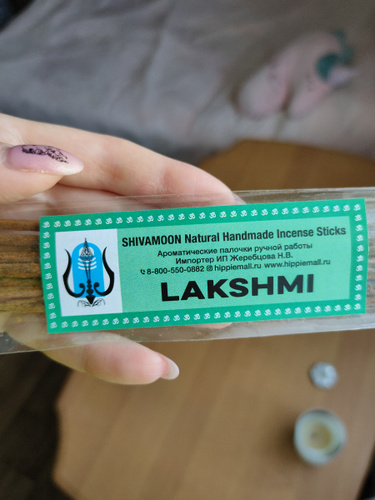 SHIVAMOON Natural Handmade Incense Sticks
Ароматические палочки ручной работы
Импортер ИП Жеребцова Н.В.
8-800-550-0882 hippiemall.ru www.hippiemall.ru
LAKSHMI